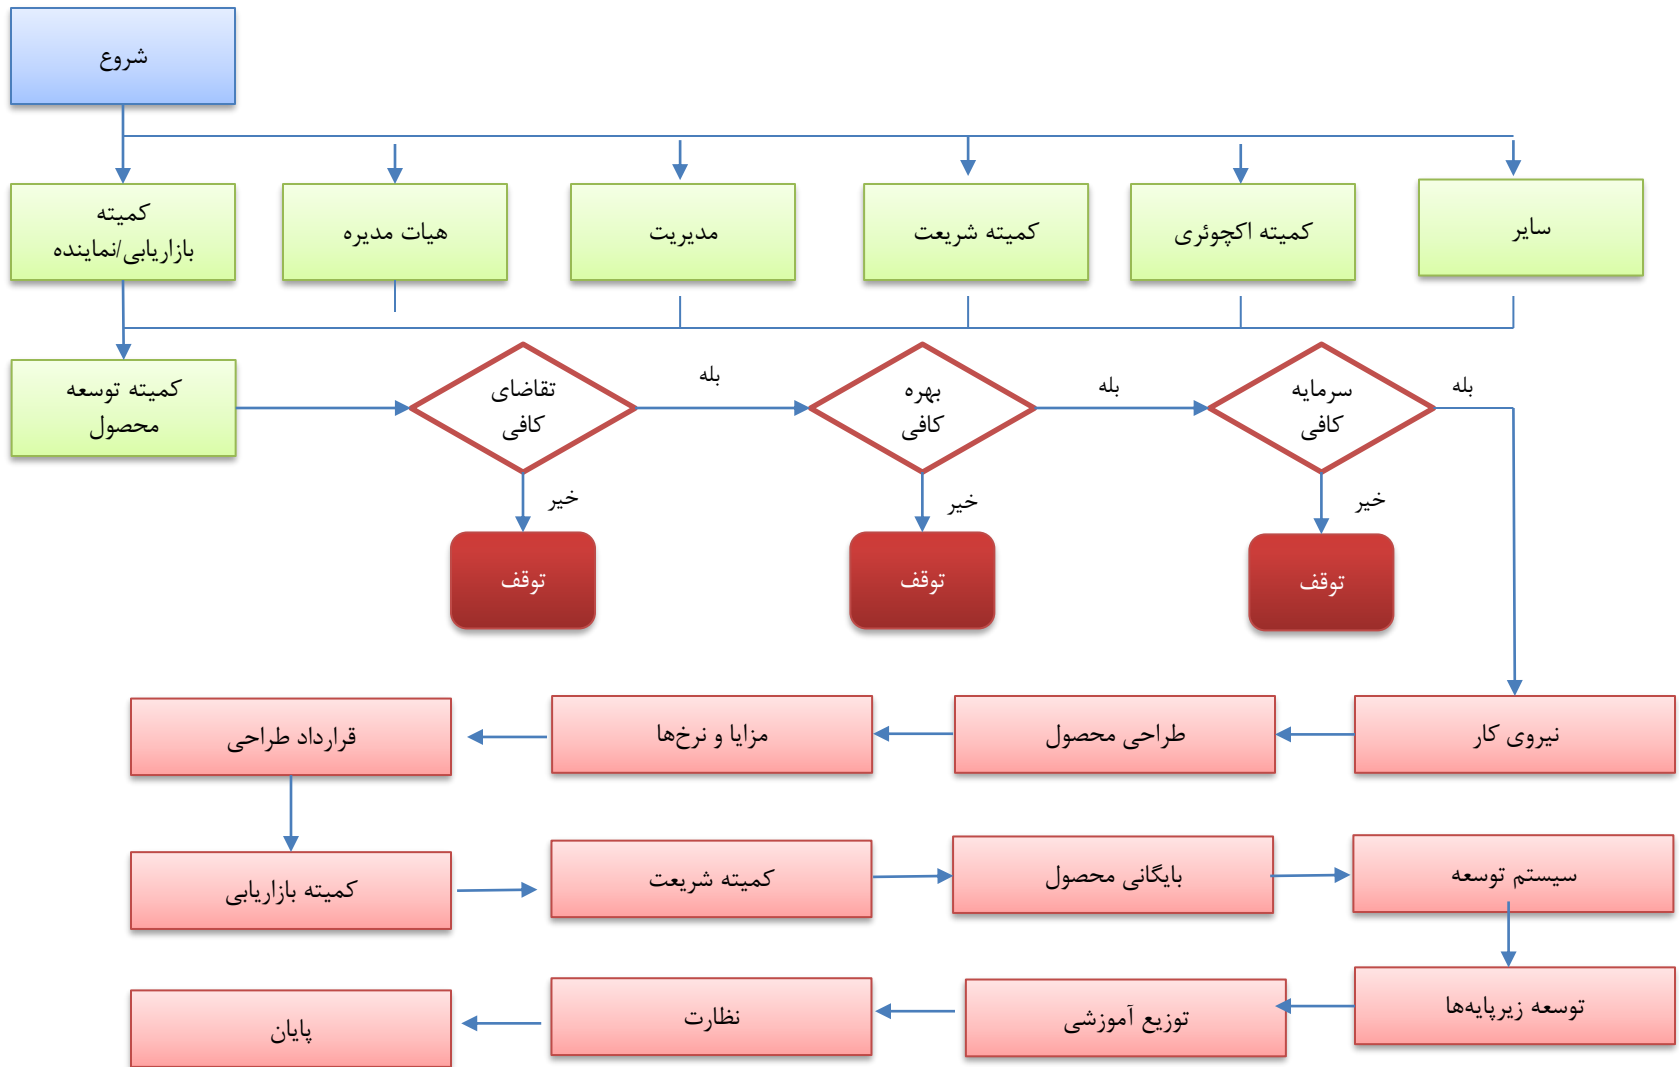 شروع
کمیته
بازاریابی/نماینده
هیات مدیره
مدیریت
کمیته شریعت
کمیته اکچوئری
سایر
کمیته توسعه
محصول
تقاضای
کافی
بله
بهره
کافی
بله
سرمایه
کافی
بله
خیر
خیر
خیر
توقف
توقف
توقف
نیروی کار
طراحی محصول
مزایا و نرخ‌ها
قرارداد طراحی
کمیته بازاریابی
کمیته شریعت
بایگانی محصول
سیستم توسعه
توسعه زیرپایه‌ها
توزیع آموزشی
نظارت
پایان